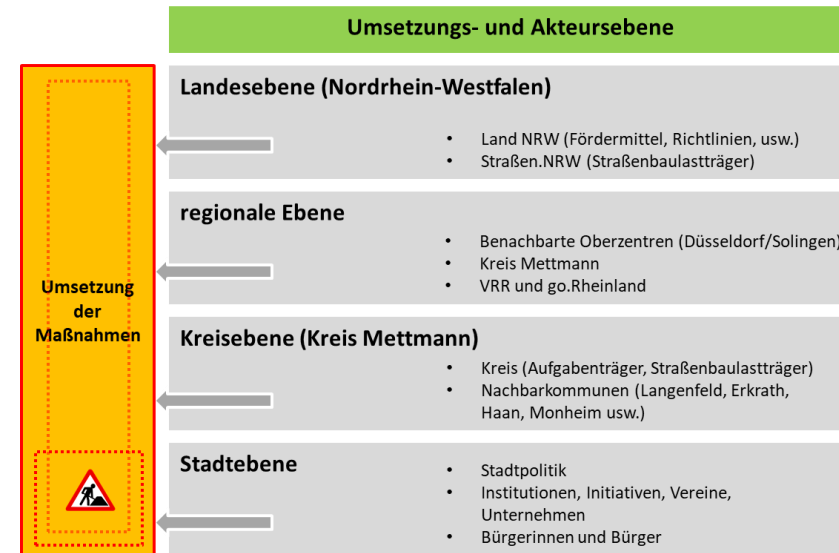 Umsetzungs- und Akteursebene
Umsetzung
der
Maßnahmen
Landesebene (Nordrhein-Westfalen)
• Land NRW (Fördermittel, Richtlinien, usw.)
• Straßen.NRW (Straßenbaulastträger)
regionale Ebene
• Benachbarte Oberzentren (Düsseldorf/Solingen)
• Kreis Mettmann
• VRR und go.Rheinland
Kreisebene (Kreis Mettmann)
• Kreis (Aufgabenträger, Straßenbaulastträger)
• Nachbarkommunen (Langenfeld, Erkrath,
Haan, Monheim usw.)
Stadtebene
• Stadtpolitik
• Institutionen, Initiativen, Vereine,
Unternehmen
• Bürgerinnen und Bürger